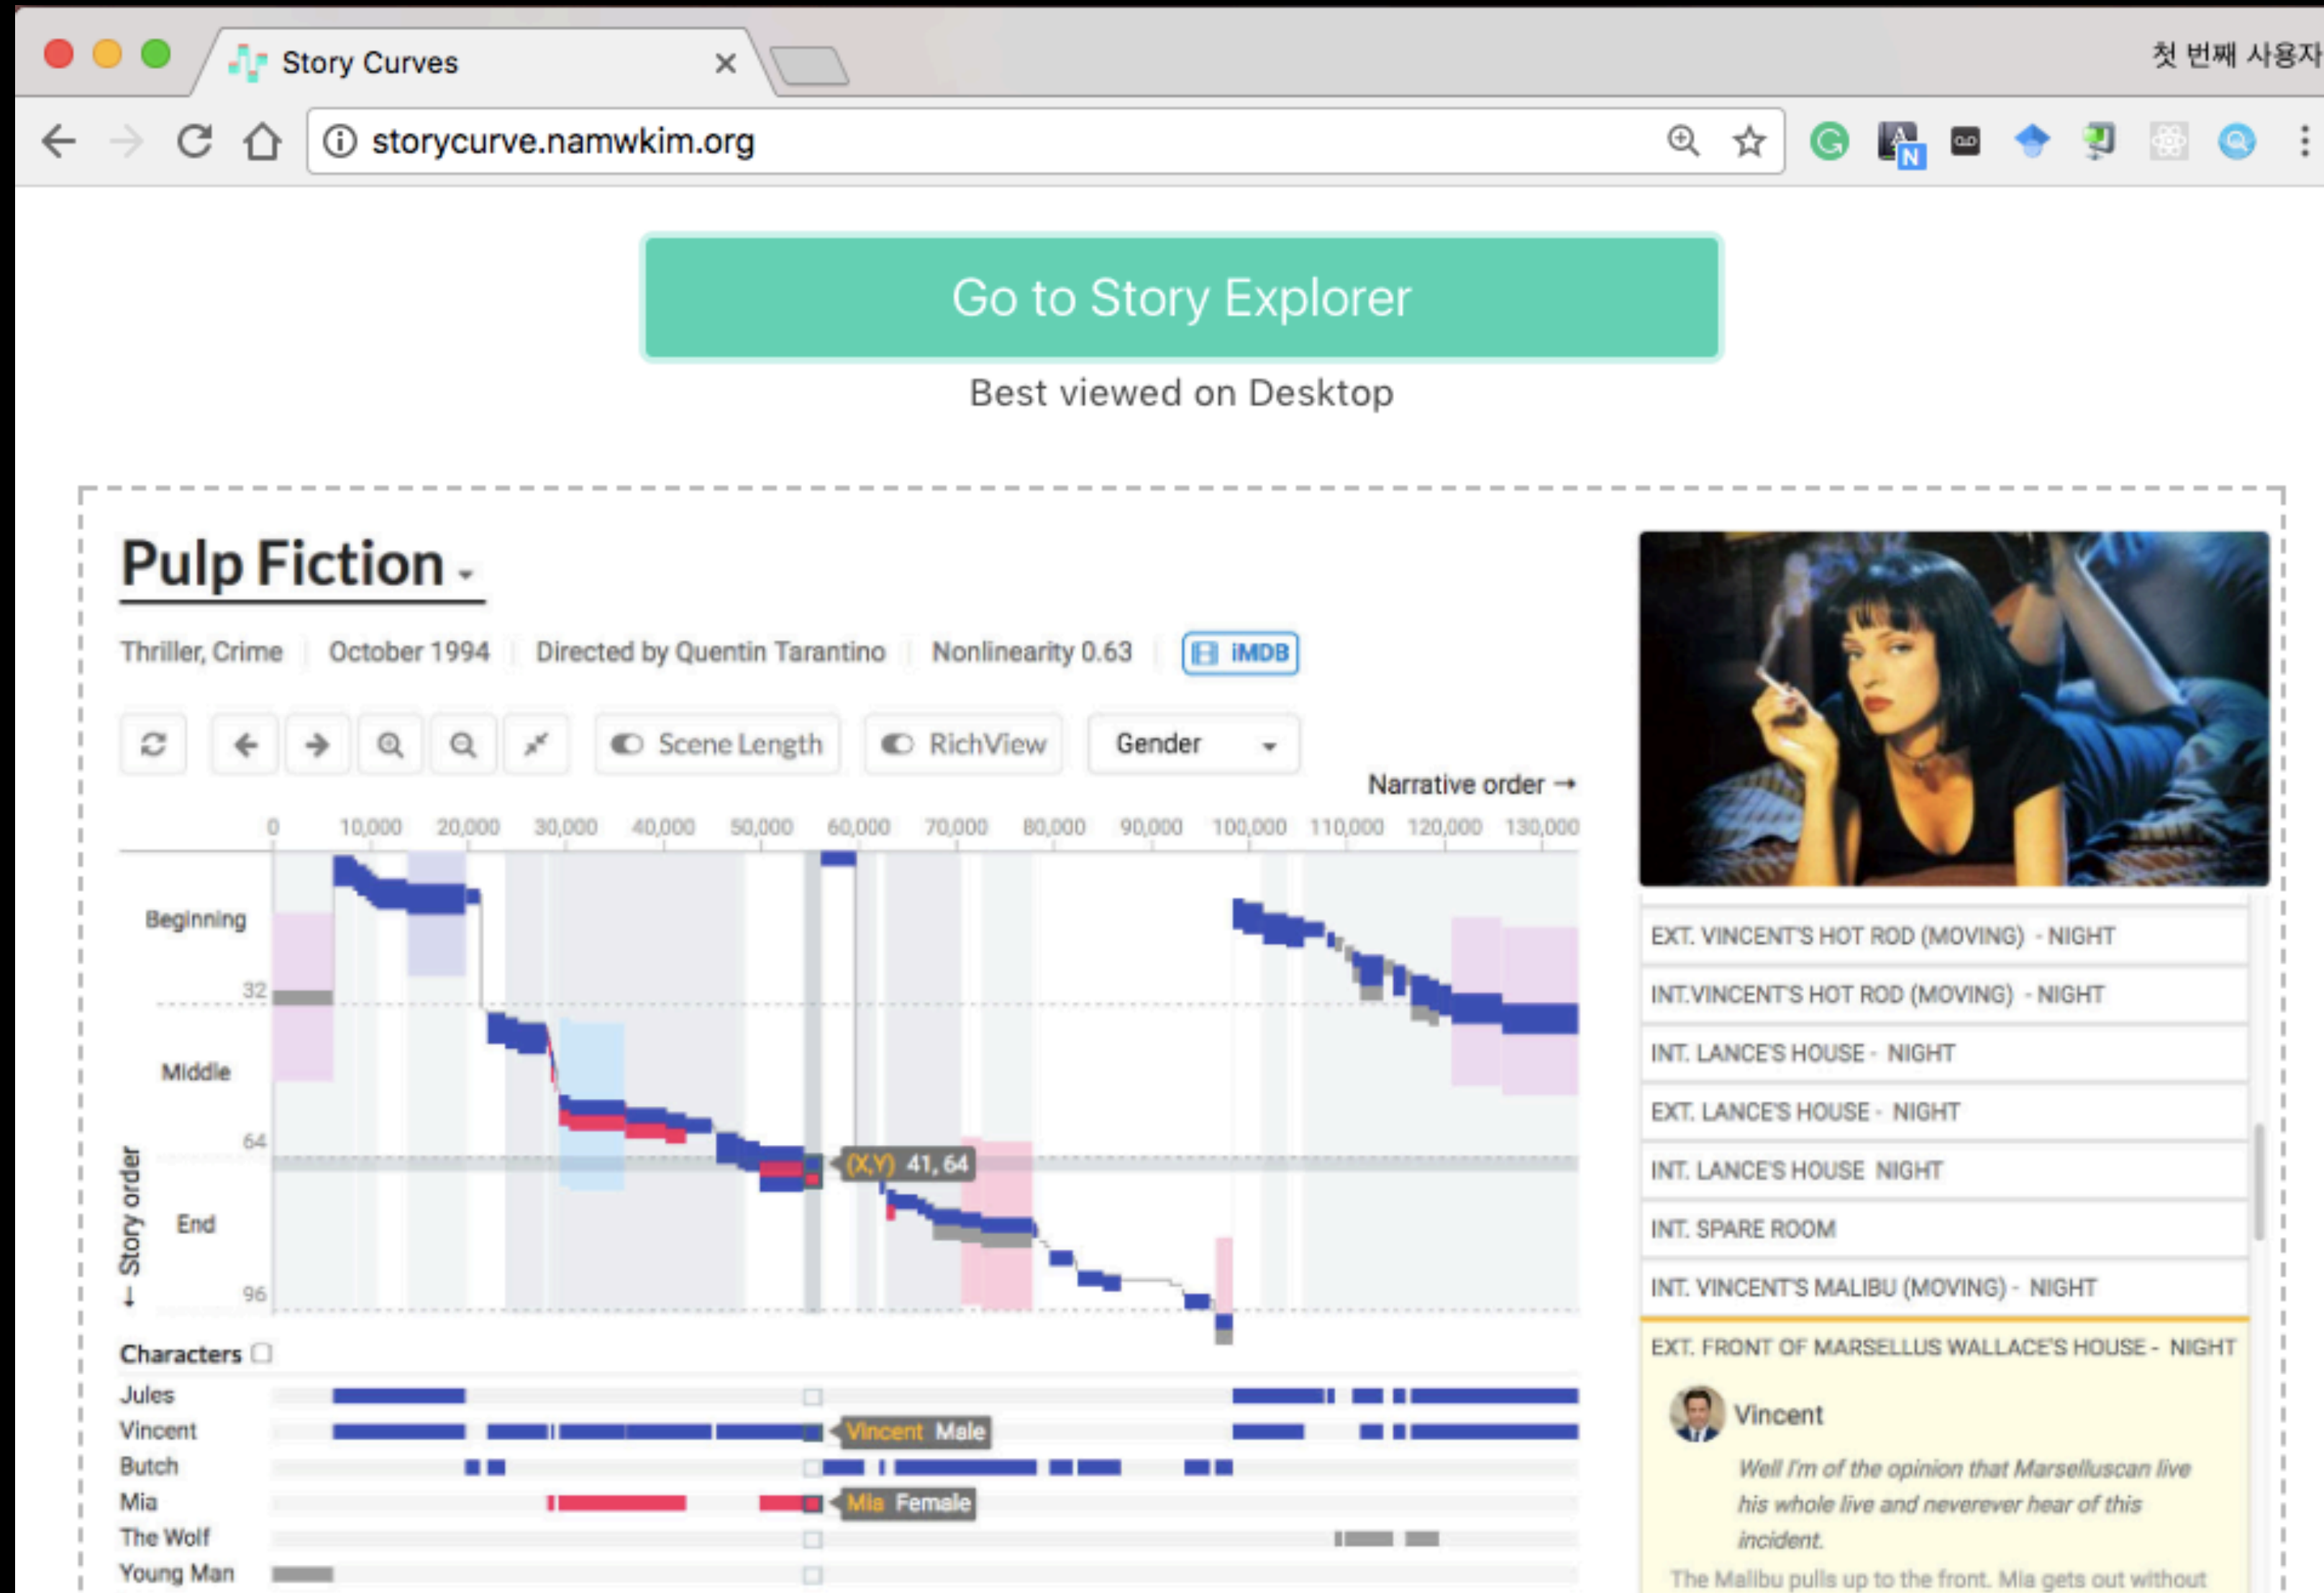 Story Curves
첫 번째 사용자
storycurve.namwkim.org
Go to Story Explorer
Best viewed on Desktop
Pulp Fiction
Thriller, Crime October 1994 Directed by Quentin Tarantino Nonlinearity 0.63 iMDB
Scene Length RichView Gender
Narrative order →
0 10,000 20,000 30,000 40,000 50,000 60,000 70,000 80,000 90,000 100,000 110,000 120,000 130,000
Beginning
32
Middle
64
End
96
← Story order
(X,Y) 41, 64
Characters
Jules
Vincent
Vincent Male
Butch
Mia
Mia Female
The Wolf
Young Man
EXT. VINCENT'S HOT ROD (MOVING) - NIGHT
INT.VINCENT'S HOT ROD (MOVING) - NIGHT
INT. LANCE'S HOUSE - NIGHT
EXT. LANCE'S HOUSE - NIGHT
INT. LANCE'S HOUSE NIGHT
INT. SPARE ROOM
INT. VINCENT'S MALIBU (MOVING) - NIGHT
EXT. FRONT OF MARSELLUS WALLACE'S HOUSE - NIGHT
Vincent
Well I'm of the opinion that Marselluscan live
his whole live and neverever hear of this
incident.
The Malibu pulls up to the front. Mia gets out without